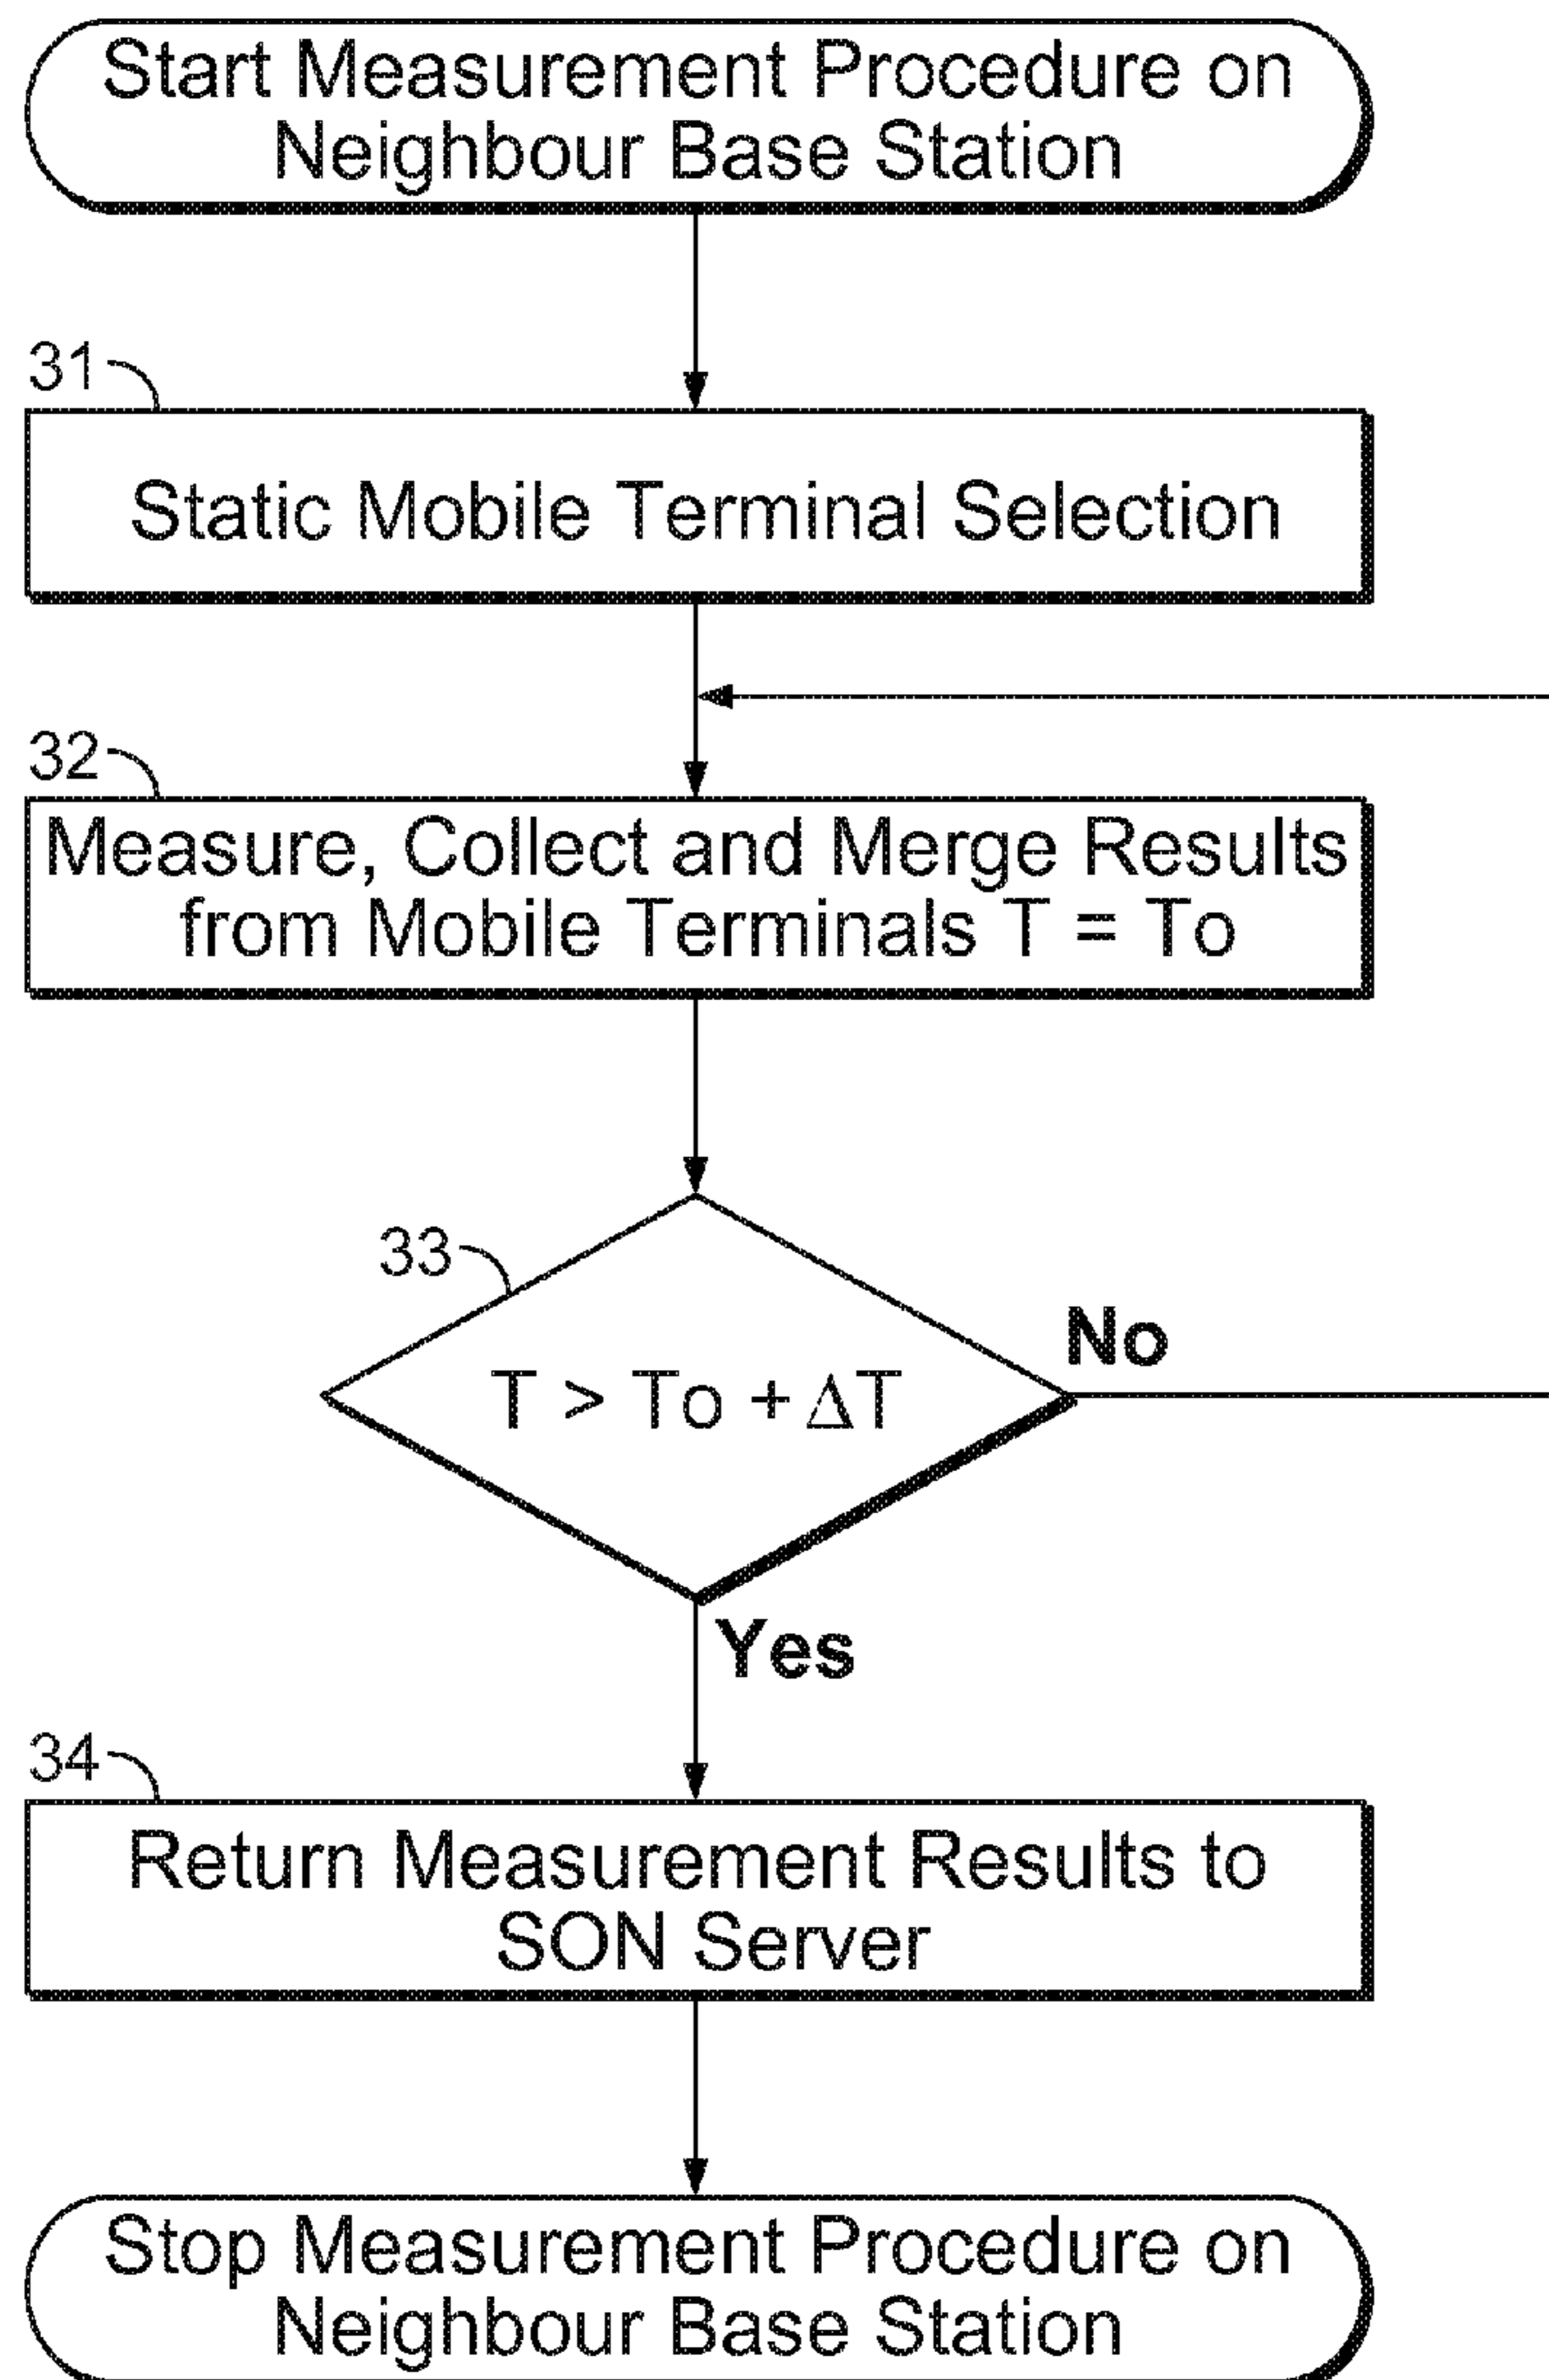 Start Measurement Procedure on
Neighbour Base Station
31
Static Mobile Terminal Selection
32
Measure, Collect and Merge Results
from Mobile Terminals T = To
33
T > To + ΔT
No
Yes
34
Return Measurement Results to
SON Server
Stop Measurement Procedure on
Neighbour Base Station